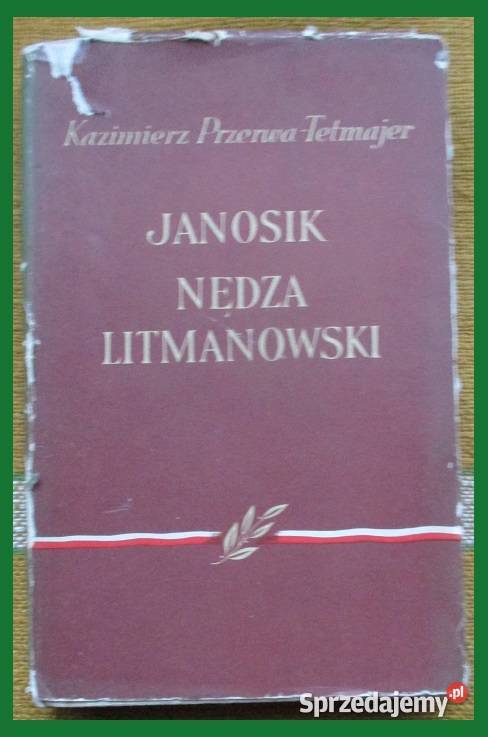 Kazimierz Przerwa-Tetmajer
JANOSIK
NĘDZA
LITMANOWSKI
Sprzedajemy.pl